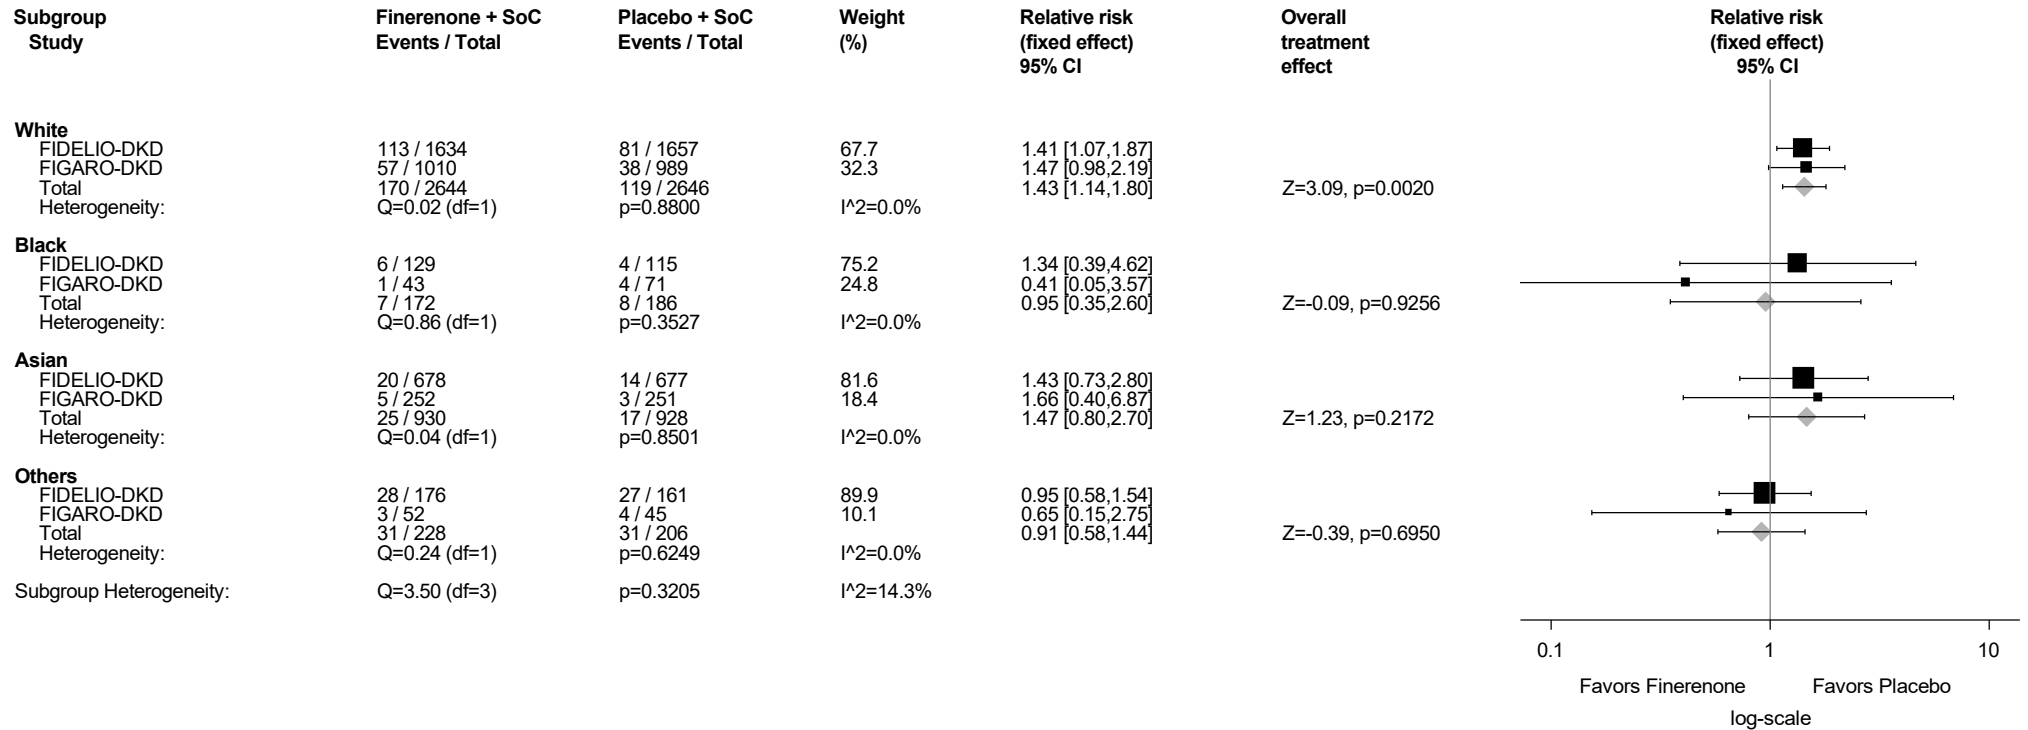 Subgroup Finerenone + SoC Placebo + SoC Weight Relative risk Overall Relative risk
Study Events / Total Events / Total (%) (fixed effect) treatment (fixed effect)
95% CI effect 95% CI
White
FIDELIO-DKD 113 / 1634 81 / 1657 67.7 1.41 [1.07,1.87]
FIGARO-DKD 57 / 1010 38 / 989 32.3 1.47 [0.98,2.19]
Total 170 / 2644 119 / 2646 1.43 [1.14,1.80] Z=3.09, p=0.0020
Heterogeneity: Q=0.02 (df=1) p=0.8800 I^2=0.0%
Black
FIDELIO-DKD 6 / 129 4 / 115 75.2 1.34 [0.39,4.62]
FIGARO-DKD 1 / 43 4 / 71 24.8 0.41 [0.05,3.57]
Total 7 / 172 8 / 186 0.95 [0.35,2.60] Z=-0.09, p=0.9256
Heterogeneity: Q=0.86 (df=1) p=0.3527 I^2=0.0%
Asian
FIDELIO-DKD 20 / 678 14 / 677 81.6 1.43 [0.73,2.80]
FIGARO-DKD 5 / 252 3 / 251 18.4 1.66 [0.40,6.87]
Total 25 / 930 17 / 928 1.47 [0.80,2.70] Z=1.23, p=0.2172
Heterogeneity: Q=0.04 (df=1) p=0.8501 I^2=0.0%
Others
FIDELIO-DKD 28 / 176 27 / 161 89.9 0.95 [0.58,1.54]
FIGARO-DKD 3 / 52 4 / 45 10.1 0.65 [0.15,2.75]
Total 31 / 228 31 / 206 0.91 [0.58,1.44] Z=-0.39, p=0.6950
Heterogeneity: Q=0.24 (df=1) p=0.6249 I^2=0.0%
Subgroup Heterogeneity: Q=3.50 (df=3) p=0.3205 I^2=14.3%
0.1 1 10
Favors Finerenone Favors Placebo
log-scale